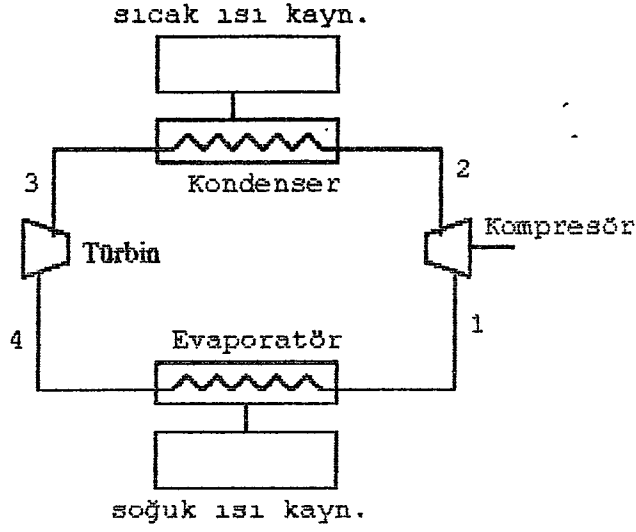 sıcak ısı kayn.
3
Kondenser
2
Türbin
Kompresör
4
Evaporatör
1
soğuk ısı kayn.